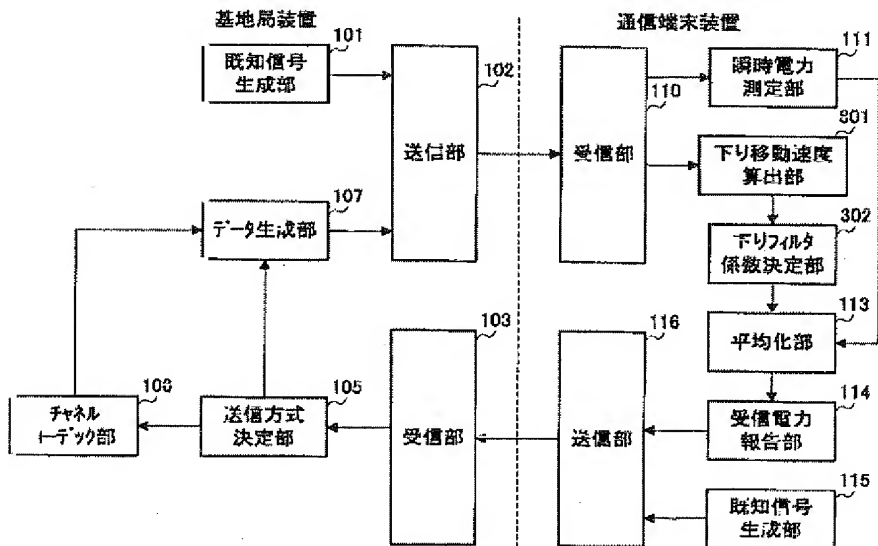 基地局装置
通信端末装置
101
既知信号
生成部
102
送信部
110
受信部
111
瞬時電力
測定部
801
下り移動速度
算出部
107
データ生成部
302
下りフィルタ
係数決定部
103
受信部
116
送信部
113
平均化部
106
チャネル
コーデック部
105
送信方式
決定部
114
受信電力
報告部
115
既知信号
生成部